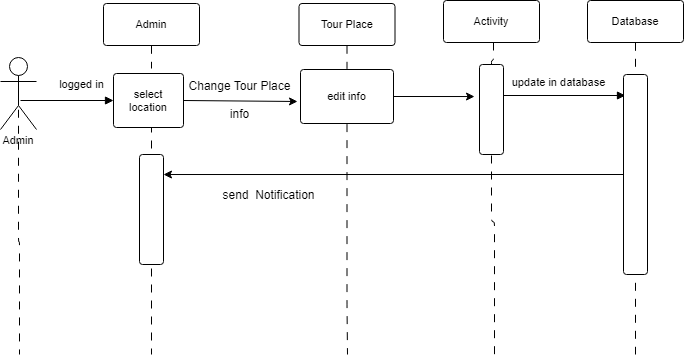 Admin
Tour Place
Activity
Database
logged in
select
location
Change Tour Place
info
edit info
update in database
Admin
send Notification